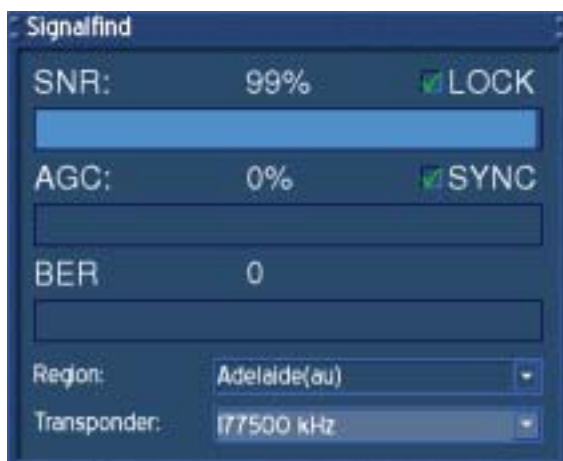 Signalfind
SNR: 99% LOCK
AGC: 0% SYNC
BER 0
Region: Adelaide(au)
Transponder: 177500 kHz